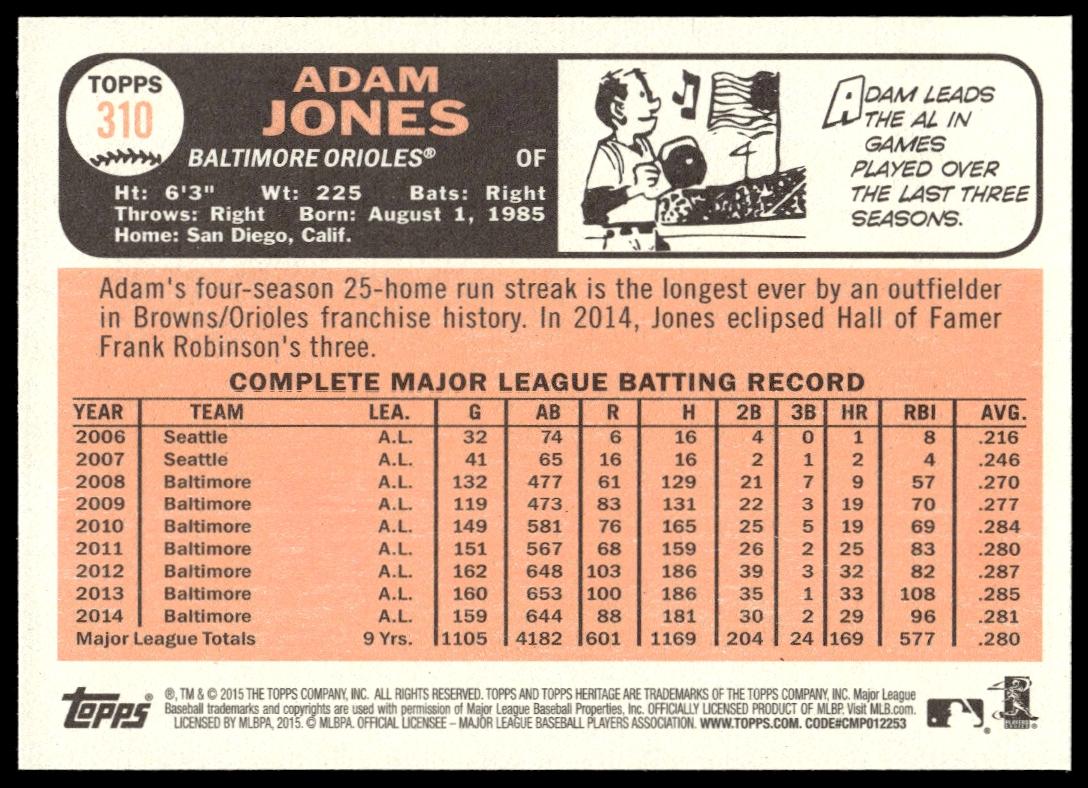 TOPPS
310
ADAM
JONES
BALTIMORE ORIOLES® OF
Ht: 6'3" Wt: 225 Bats: Right
Throws: Right Born: August 1, 1985
Home: San Diego, Calif.
ADAM LEADS
THE AL IN
GAMES
PLAYED OVER
THE LAST THREE
SEASONS.
Adam's four-season 25-home run streak is the longest ever by an outfielder
in Browns/Orioles franchise history. In 2014, Jones eclipsed Hall of Famer
Frank Robinson's three.
COMPLETE MAJOR LEAGUE BATTING RECORD
YEAR TEAM LEA. G AB R H 2B 3B HR RBI AVG.
2006 Seattle A.L. 32 74 6 16 4 0 1 8 .216
2007 Seattle A.L. 41 65 16 16 2 1 2 4 .246
2008 Baltimore A.L. 132 477 61 129 21 7 9 57 .270
2009 Baltimore A.L. 119 473 83 131 22 3 19 70 .277
2010 Baltimore A.L. 149 581 76 165 25 5 19 69 .284
2011 Baltimore A.L. 151 567 68 159 26 2 25 83 .280
2012 Baltimore A.L. 162 648 103 186 39 3 32 82 .287
2013 Baltimore A.L. 160 653 100 186 35 1 33 108 .285
2014 Baltimore A.L. 159 644 88 181 30 2 29 96 .281
Major League Totals 9 Yrs. 1105 4182 601 1169 204 24 169 577 .280
Topps®
®, TM & © 2015 THE TOPPS COMPANY, INC. ALL RIGHTS RESERVED. TOPPS AND TOPPS HERITAGE ARE TRADEMARKS OF THE TOPPS COMPANY, INC. Major League
Baseball trademarks and copyrights are used with permission of Major League Baseball Properties, Inc. OFFICIALLY LICENSED PRODUCT OF MLBP. Visit MLB.com.
LICENSED BY MLBPA, 2015. © MLBPA. OFFICIAL LICENSEE – MAJOR LEAGUE BASEBALL PLAYERS ASSOCIATION. WWW.TOPPS.COM. CODE#CMP012253